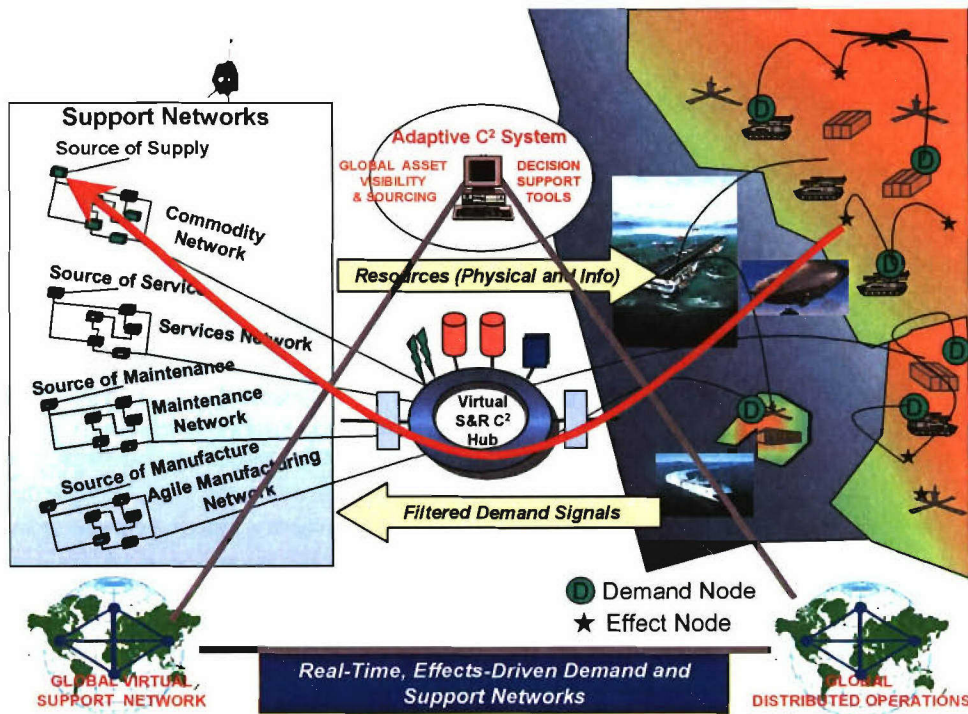 Support Networks
Source of Supply
Commodity
Network
Source of Service
Services Network
Source of Maintenance
Maintenance
Network
Source of Manufacture
Agile Manufacturing
Network
Adaptive C² System
GLOBAL ASSET
VISIBILITY
& SOURCING
DECISION
SUPPORT
TOOLS
Resources (Physical and Info)
Virtual
S&R C²
Hub
Filtered Demand Signals
D
D
D
D
D
D
D Demand Node
Effect Node
GLOBAL VIRTUAL
SUPPORT NETWORK
Real-Time, Effects-Driven Demand and
Support Networks
GLOBAL
DISTRIBUTED OPERATIONS